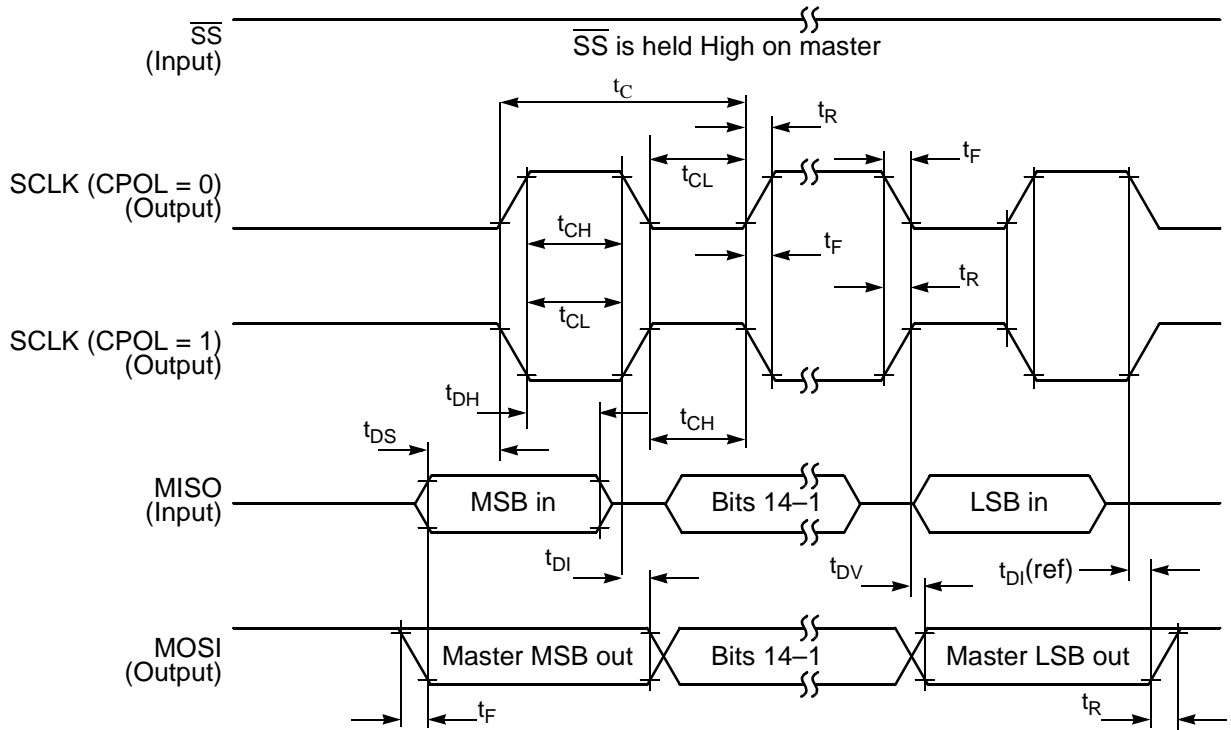 SS
(Input)
SS is held High on master
tC
tR
tF
SCLK (CPOL = 0)
(Output)
tCL
tCH
tF
tR
tCL
SCLK (CPOL = 1)
(Output)
tDH
tCH
tDS
MISO
(Input)
MSB in
Bits 14–1
LSB in
tDI
tDV
tDI(ref)
MOSI
(Output)
Master MSB out
Bits 14–1
Master LSB out
tF
tR